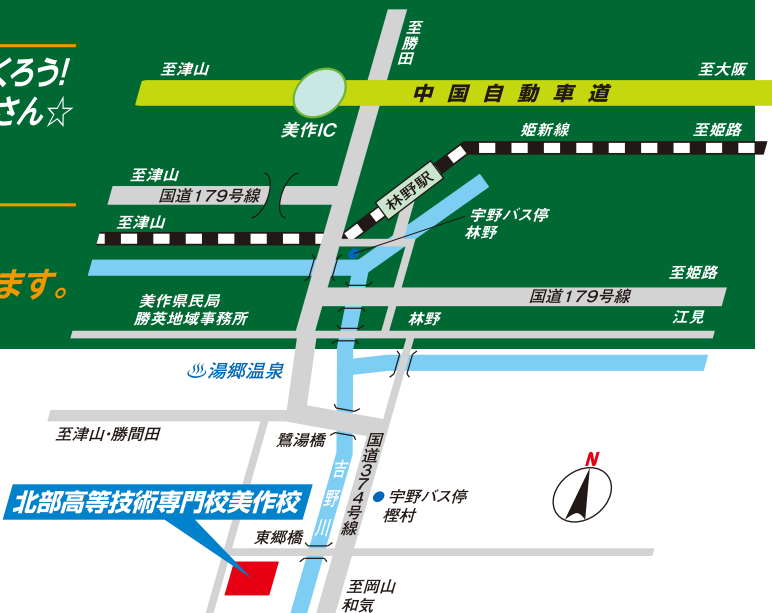 至勝田
くろう!
さん☆
至津山
至大阪
中国自動車道
美作IC
姫新線
至姫路
至津山
国道179号線
林野駅
至津山
宇野バス停
林野
ます。
至姫路
国道179号線
美作県民局
勝英地域事務所
林野
江見
湯郷温泉
至津山・勝間田
鷺湯橋
国道374号線
吉野川
北部高等技術専門校美作校
宇野バス停
樫村
N
東郷橋
至岡山
和気